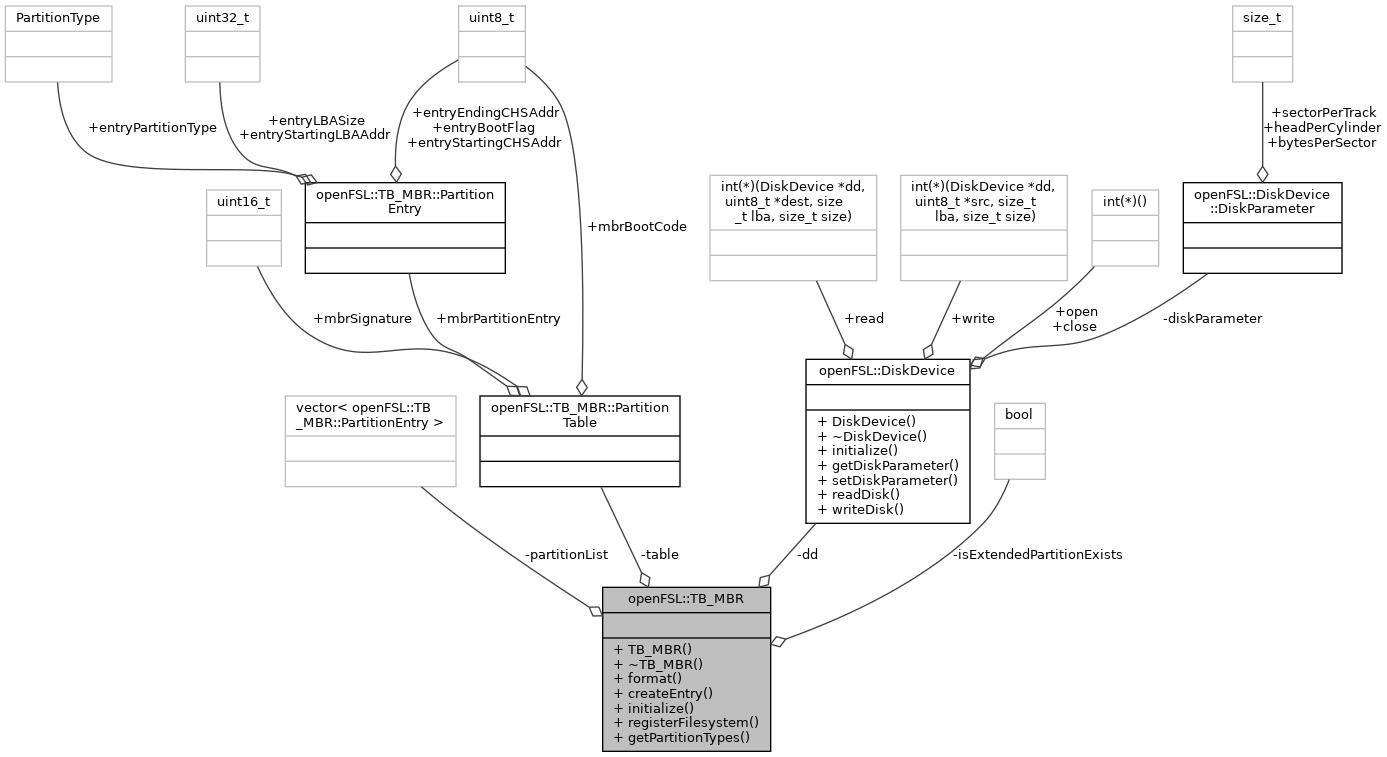 PartitionType
uint32_t
uint8_t
size_t
+entryPartitionType
+entryLBASize
+entryStartingLBAAddr
+entryEndingCHSAddr
+entryBootFlag
+entryStartingCHSAddr
+sectorPerTrack
+headPerCylinder
+bytesPerSector
uint16_t
openFSL::TB_MBR::Partition
Entry
int(*)(DiskDevice *dd,
uint8_t *dest, size
_t lba, size_t size)
int(*)(DiskDevice *dd,
uint8_t *src, size_t
lba, size_t size)
int(*)()
openFSL::DiskDevice
::DiskParameter
+mbrBootCode
+mbrSignature
+mbrPartitionEntry
+read
+write
+open
+close
-diskParameter
vector< openFSL::TB
_MBR::PartitionEntry >
openFSL::TB_MBR::Partition
Table
openFSL::DiskDevice
+ DiskDevice()
+ ~DiskDevice()
+ initialize()
+ getDiskParameter()
+ setDiskParameter()
+ readDisk()
+ writeDisk()
bool
-partitionList
-table
-dd
-isExtendedPartitionExists
openFSL::TB_MBR
+ TB_MBR()
+ ~TB_MBR()
+ format()
+ createEntry()
+ initialize()
+ registerFilesystem()
+ getPartitionTypes()